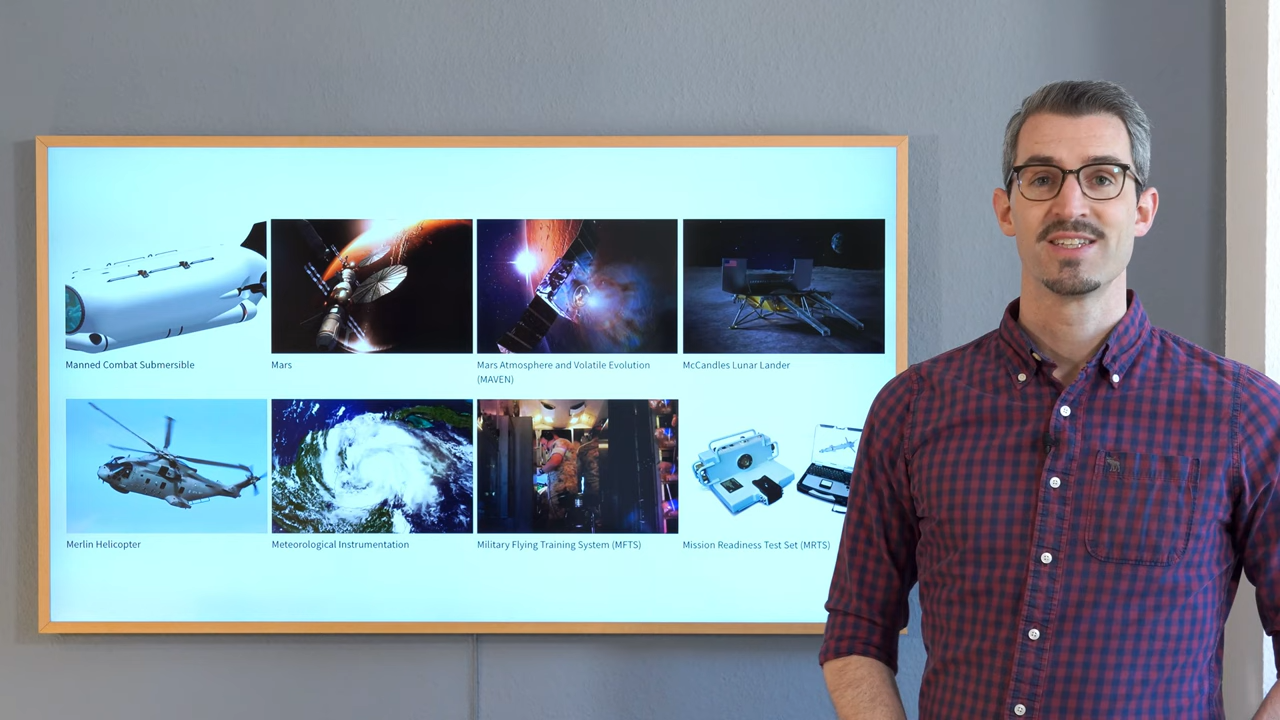 Manned Combat Submersible
Mars
Mars Atmosphere and Volatile Evolution
(MAVEN)
McCandles Lunar Lander
Merlin Helicopter
Meteorological Instrumentation
Military Flying Training System (MFTS)
Mission Readiness Test Set (MRTS)